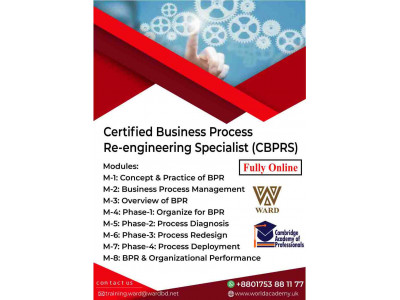 Certified Business Process
Re-engineering Specialist (CBPRS)
Modules:
Fully Online
M-1: Concept & Practice of BPR
M-2: Business Process Management
M-3: Overview of BPR
M-4: Phase-1: Organize for BPR
M-5: Phase-2: Process Diagnosis
M-6: Phase-3: Process Redesign
M-7: Phase-4: Process Deployment
M-8: BPR & Organizational Performance
WARD
Cambridge
Academy of
Professionals
contact us
+8801753 88 11 77
training.ward@wardbd.net
www.worldacademy.uk